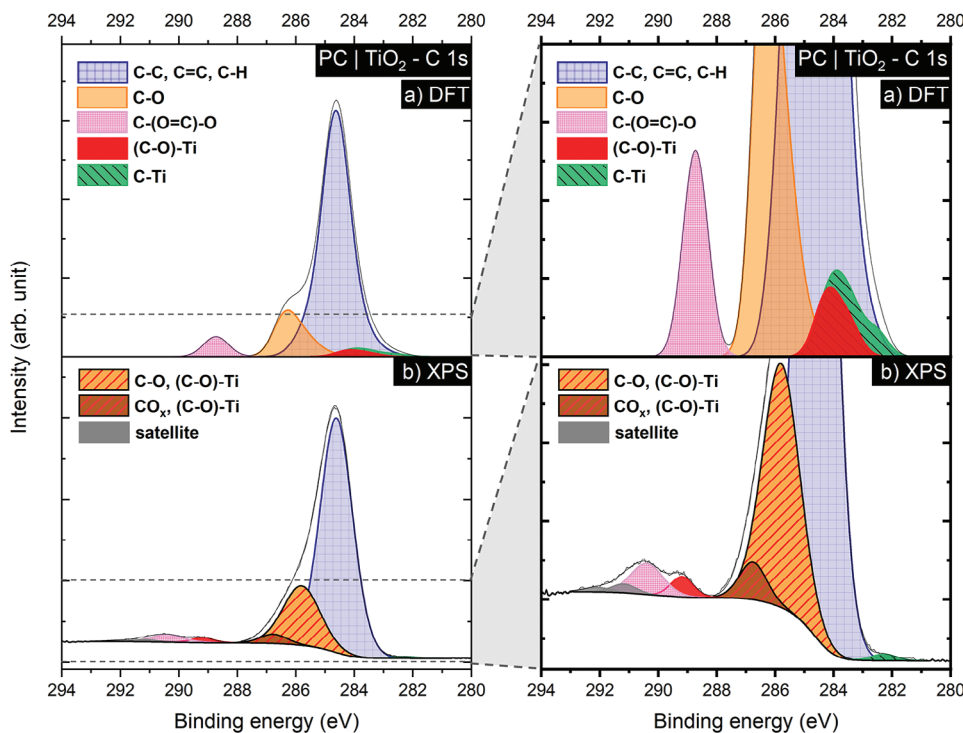 294 292 290 288 286 284 282 280
294 292 290 288 286 284 282 280
PC | TiO₂ - C 1s
a) DFT
C-C, C=C, C-H
C-O
C-(O=C)-O
(C-O)-Ti
C-Ti
PC | TiO₂ - C 1s
a) DFT
C-C, C=C, C-H
C-O
C-(O=C)-O
(C-O)-Ti
C-Ti
Intensity (arb. unit)
b) XPS
C-O, (C-O)-Ti
COₓ, (C-O)-Ti
satellite
b) XPS
C-O, (C-O)-Ti
COₓ, (C-O)-Ti
satellite
294 292 290 288 286 284 282 280
294 292 290 288 286 284 282 280
Binding energy (eV)
Binding energy (eV)